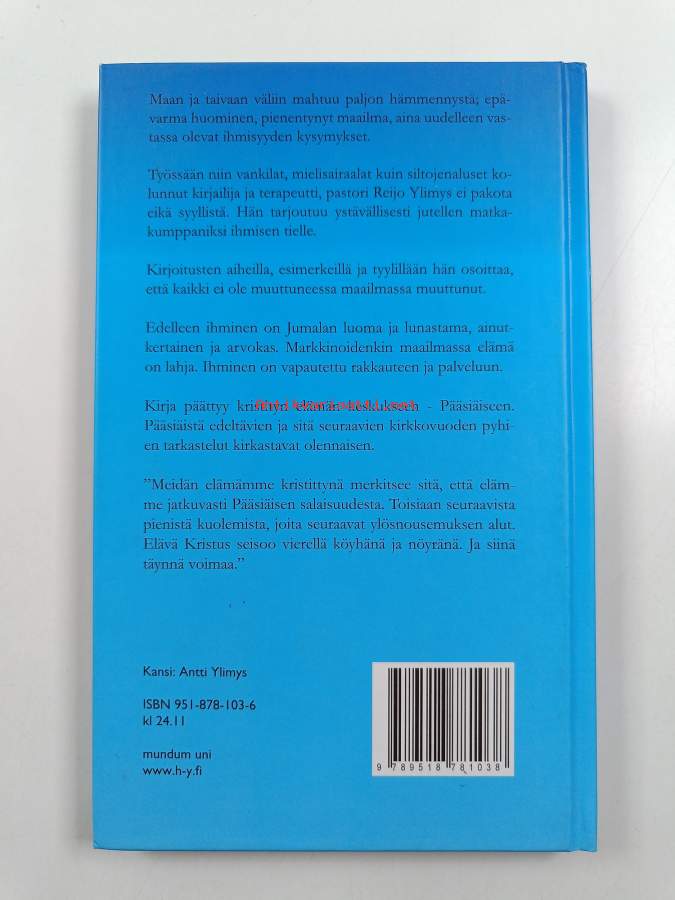 Maan ja taivaan väliin mahtuu paljon hämmennystä; epä-
varma huominen, pienentynyt maailma, aina uudelleen vas-
tassa olevat ihmisyyden kysymykset.
Työssään niin vankilat, mielisairaalat kuin siltojenaluset ko-
lunnut kirjailija ja terapeutti, pastori Reijo Ylimys ei pakota
eikä syyllistä. Hän tarjoutuu ystävällisesti jutellen matka-
kumppaniksi ihmisen tielle.
Kirjoitusten aiheilla, esimerkeillä ja tyylillään hän osoittaa,
että kaikki ei ole muuttuneessa maailmassa muuttunut.
Edelleen ihminen on Jumalan luoma ja lunastama, ainut-
kertainen ja arvokas. Markkinoidenkin maailmassa elämä
on lahja. Ihminen on vapautettu rakkauteen ja palveluun.
Kirja päättyy kristityn elämän keskukseen - Pääsiäiseen.
Pääsiäistä edeltävien ja sitä seuraavien kirkkovuoden pyhi-
en tarkastelut kirkastavat olennaisen.
”Meidän elämämme kristittynä merkitsee sitä, että eläm-
me jatkuvasti Pääsiäisen salaisuudesta. Toisiaan seuraavista
pienistä kuolemista, joita seuraavat ylösnousemuksen alut.
Elävä Kristus seisoo vierellä köyhänä ja nöyränä. Ja siinä
täynnä voimaa.”
Kansi: Antti Ylimys
ISBN 951-878-103-6
kl 24.11
mundum uni
www.h-y.fi
9 789518 781038